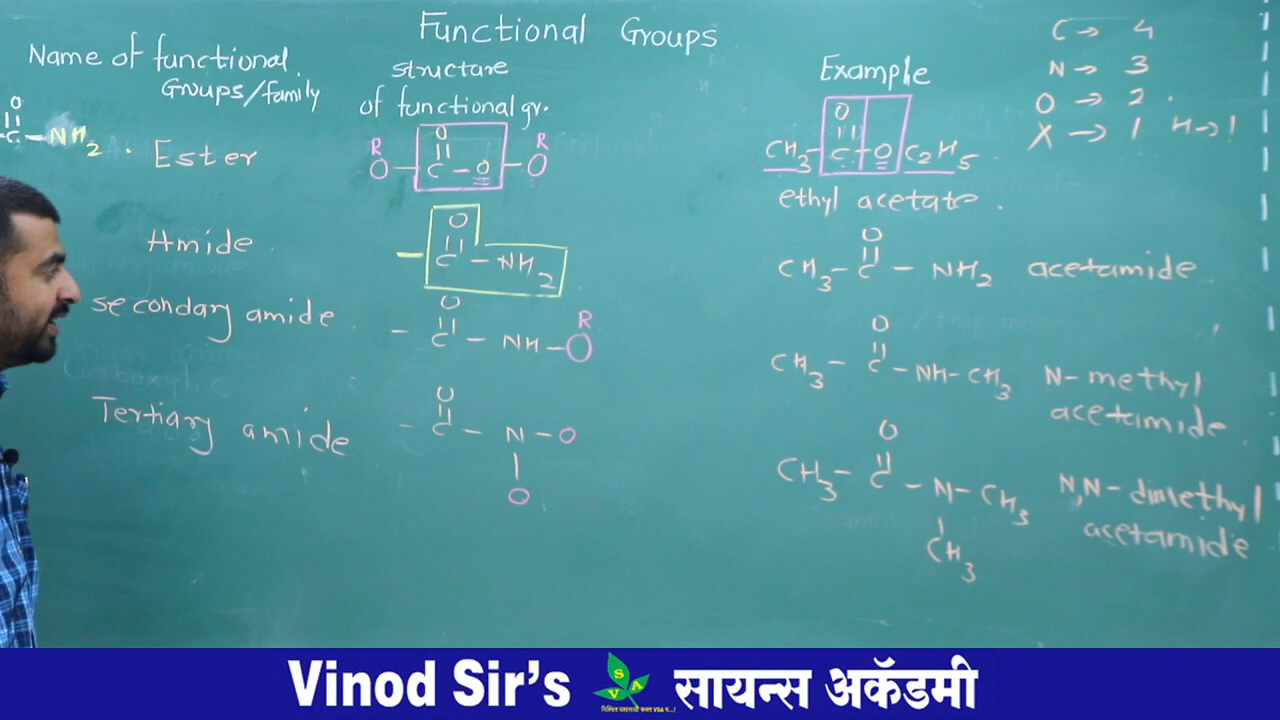 Functional Groups
Name of functional
Groups/family
structure
of functional gr.
Example
C → 4
N → 3
O → 2.
X → 1 H→1
O
C – NH2.
Ester
R O R
O – C – O – O
O
CH3 – C – O C2H5
ethyl acetate.
Amide
O
– C – NH2
O
CH3 – C – NH2 acetamide
secondary amide
O R
– C – NH – O
O
CH3 – C – NH – CH3 N-methyl
acetamide.
Tertiary amide
O
– C – N – O
O
O
CH3 – C – N – CH3
CH3
N,N-dimethyl
acetamide
Vinod Sir's SVA सायन्स अकॅडमी